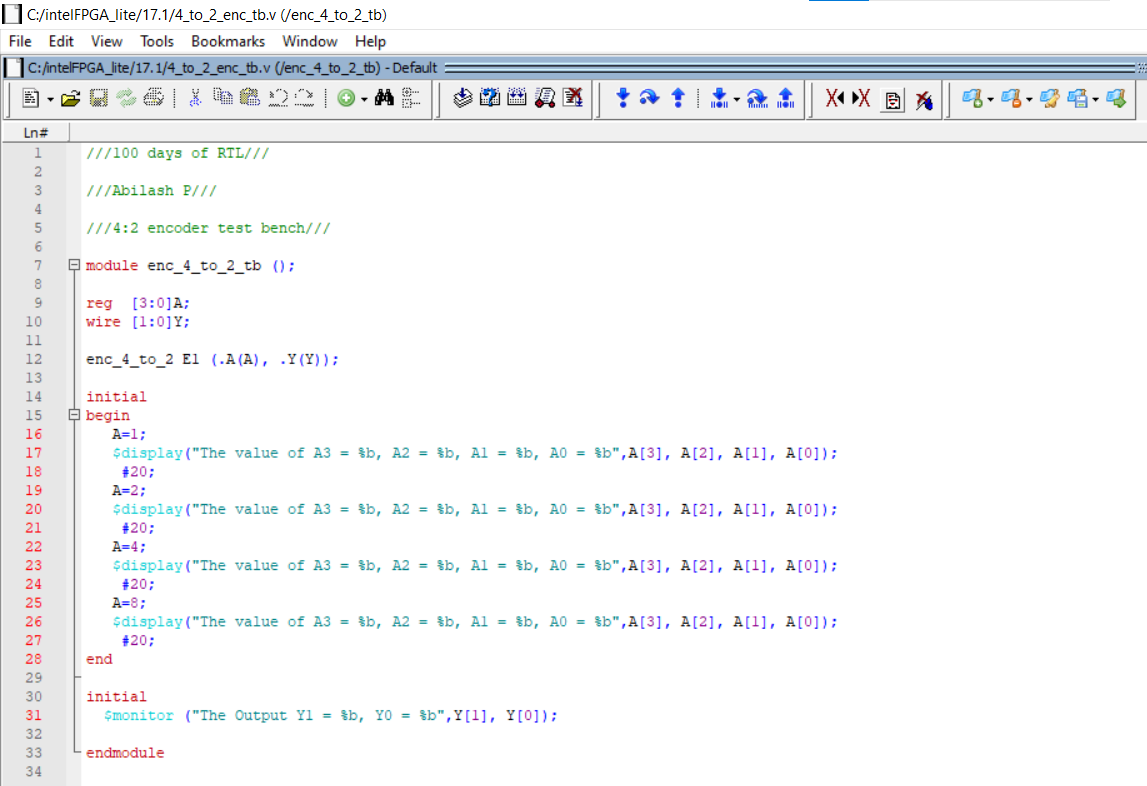 C:/intelFPGA_lite/17.1/4_to_2_enc_tb.v (/enc_4_to_2_tb)
File Edit View Tools Bookmarks Window Help
C:/intelFPGA_lite/17.1/4_to_2_enc_tb.v (/enc_4_to_2_tb) - Default
Ln#
1 ///100 days of RTL///
2
3 ///Abilash P///
4
5 ///4:2 encoder test bench///
6
7 module enc_4_to_2_tb ();
8
9 reg  [3:0]A;
10 wire [1:0]Y;
11
12 enc_4_to_2 E1 (.A(A), .Y(Y));
13
14 initial
15 begin
16    A=1;
17    $display("The value of A3 = %b, A2 = %b, A1 = %b, A0 = %b",A[3], A[2], A[1], A[0]);
18     #20;
19    A=2;
20    $display("The value of A3 = %b, A2 = %b, A1 = %b, A0 = %b",A[3], A[2], A[1], A[0]);
21     #20;
22    A=4;
23    $display("The value of A3 = %b, A2 = %b, A1 = %b, A0 = %b",A[3], A[2], A[1], A[0]);
24     #20;
25    A=8;
26    $display("The value of A3 = %b, A2 = %b, A1 = %b, A0 = %b",A[3], A[2], A[1], A[0]);
27     #20;
28 end
29
30 initial
31   $monitor ("The Output Y1 = %b, Y0 = %b",Y[1], Y[0]);
32
33 endmodule
34